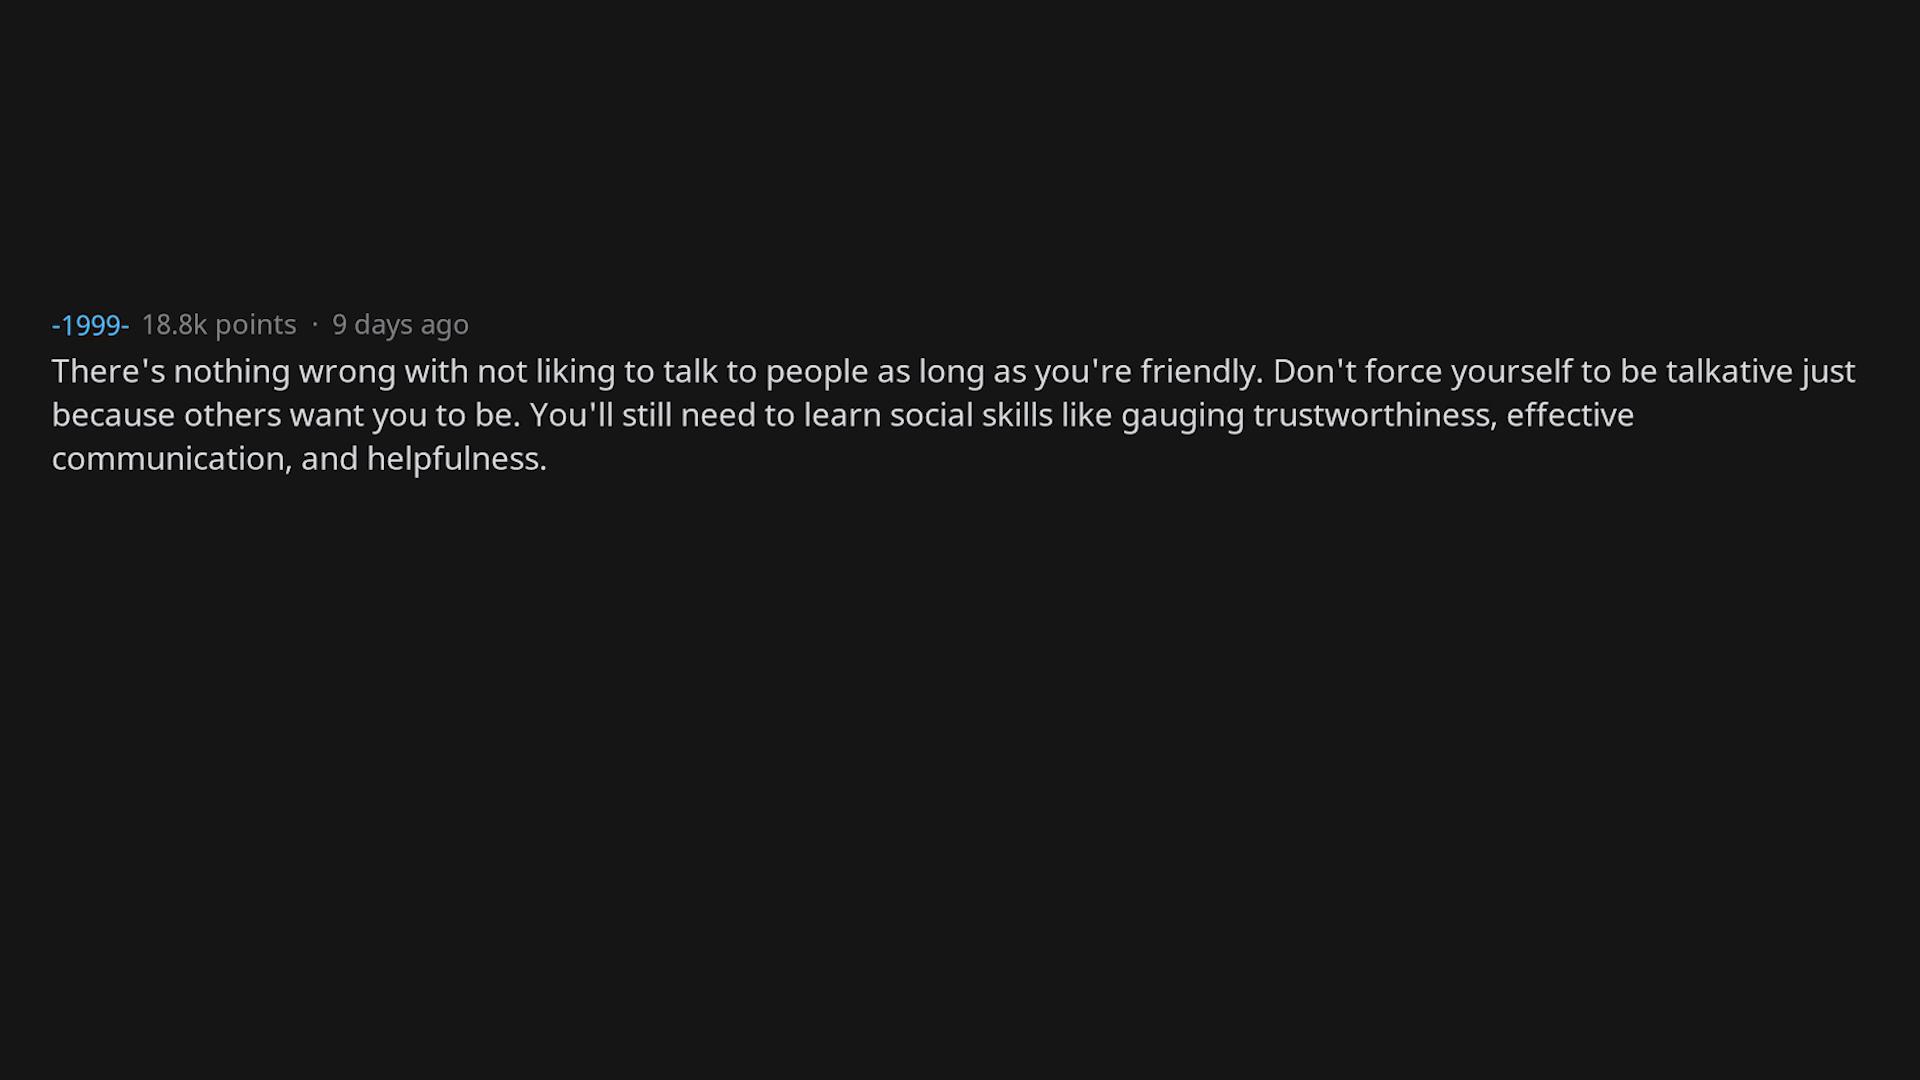 -1999- 18.8k points · 9 days ago
There's nothing wrong with not liking to talk to people as long as you're friendly. Don't force yourself to be talkative just
because others want you to be. You'll still need to learn social skills like gauging trustworthiness, effective
communication, and helpfulness.